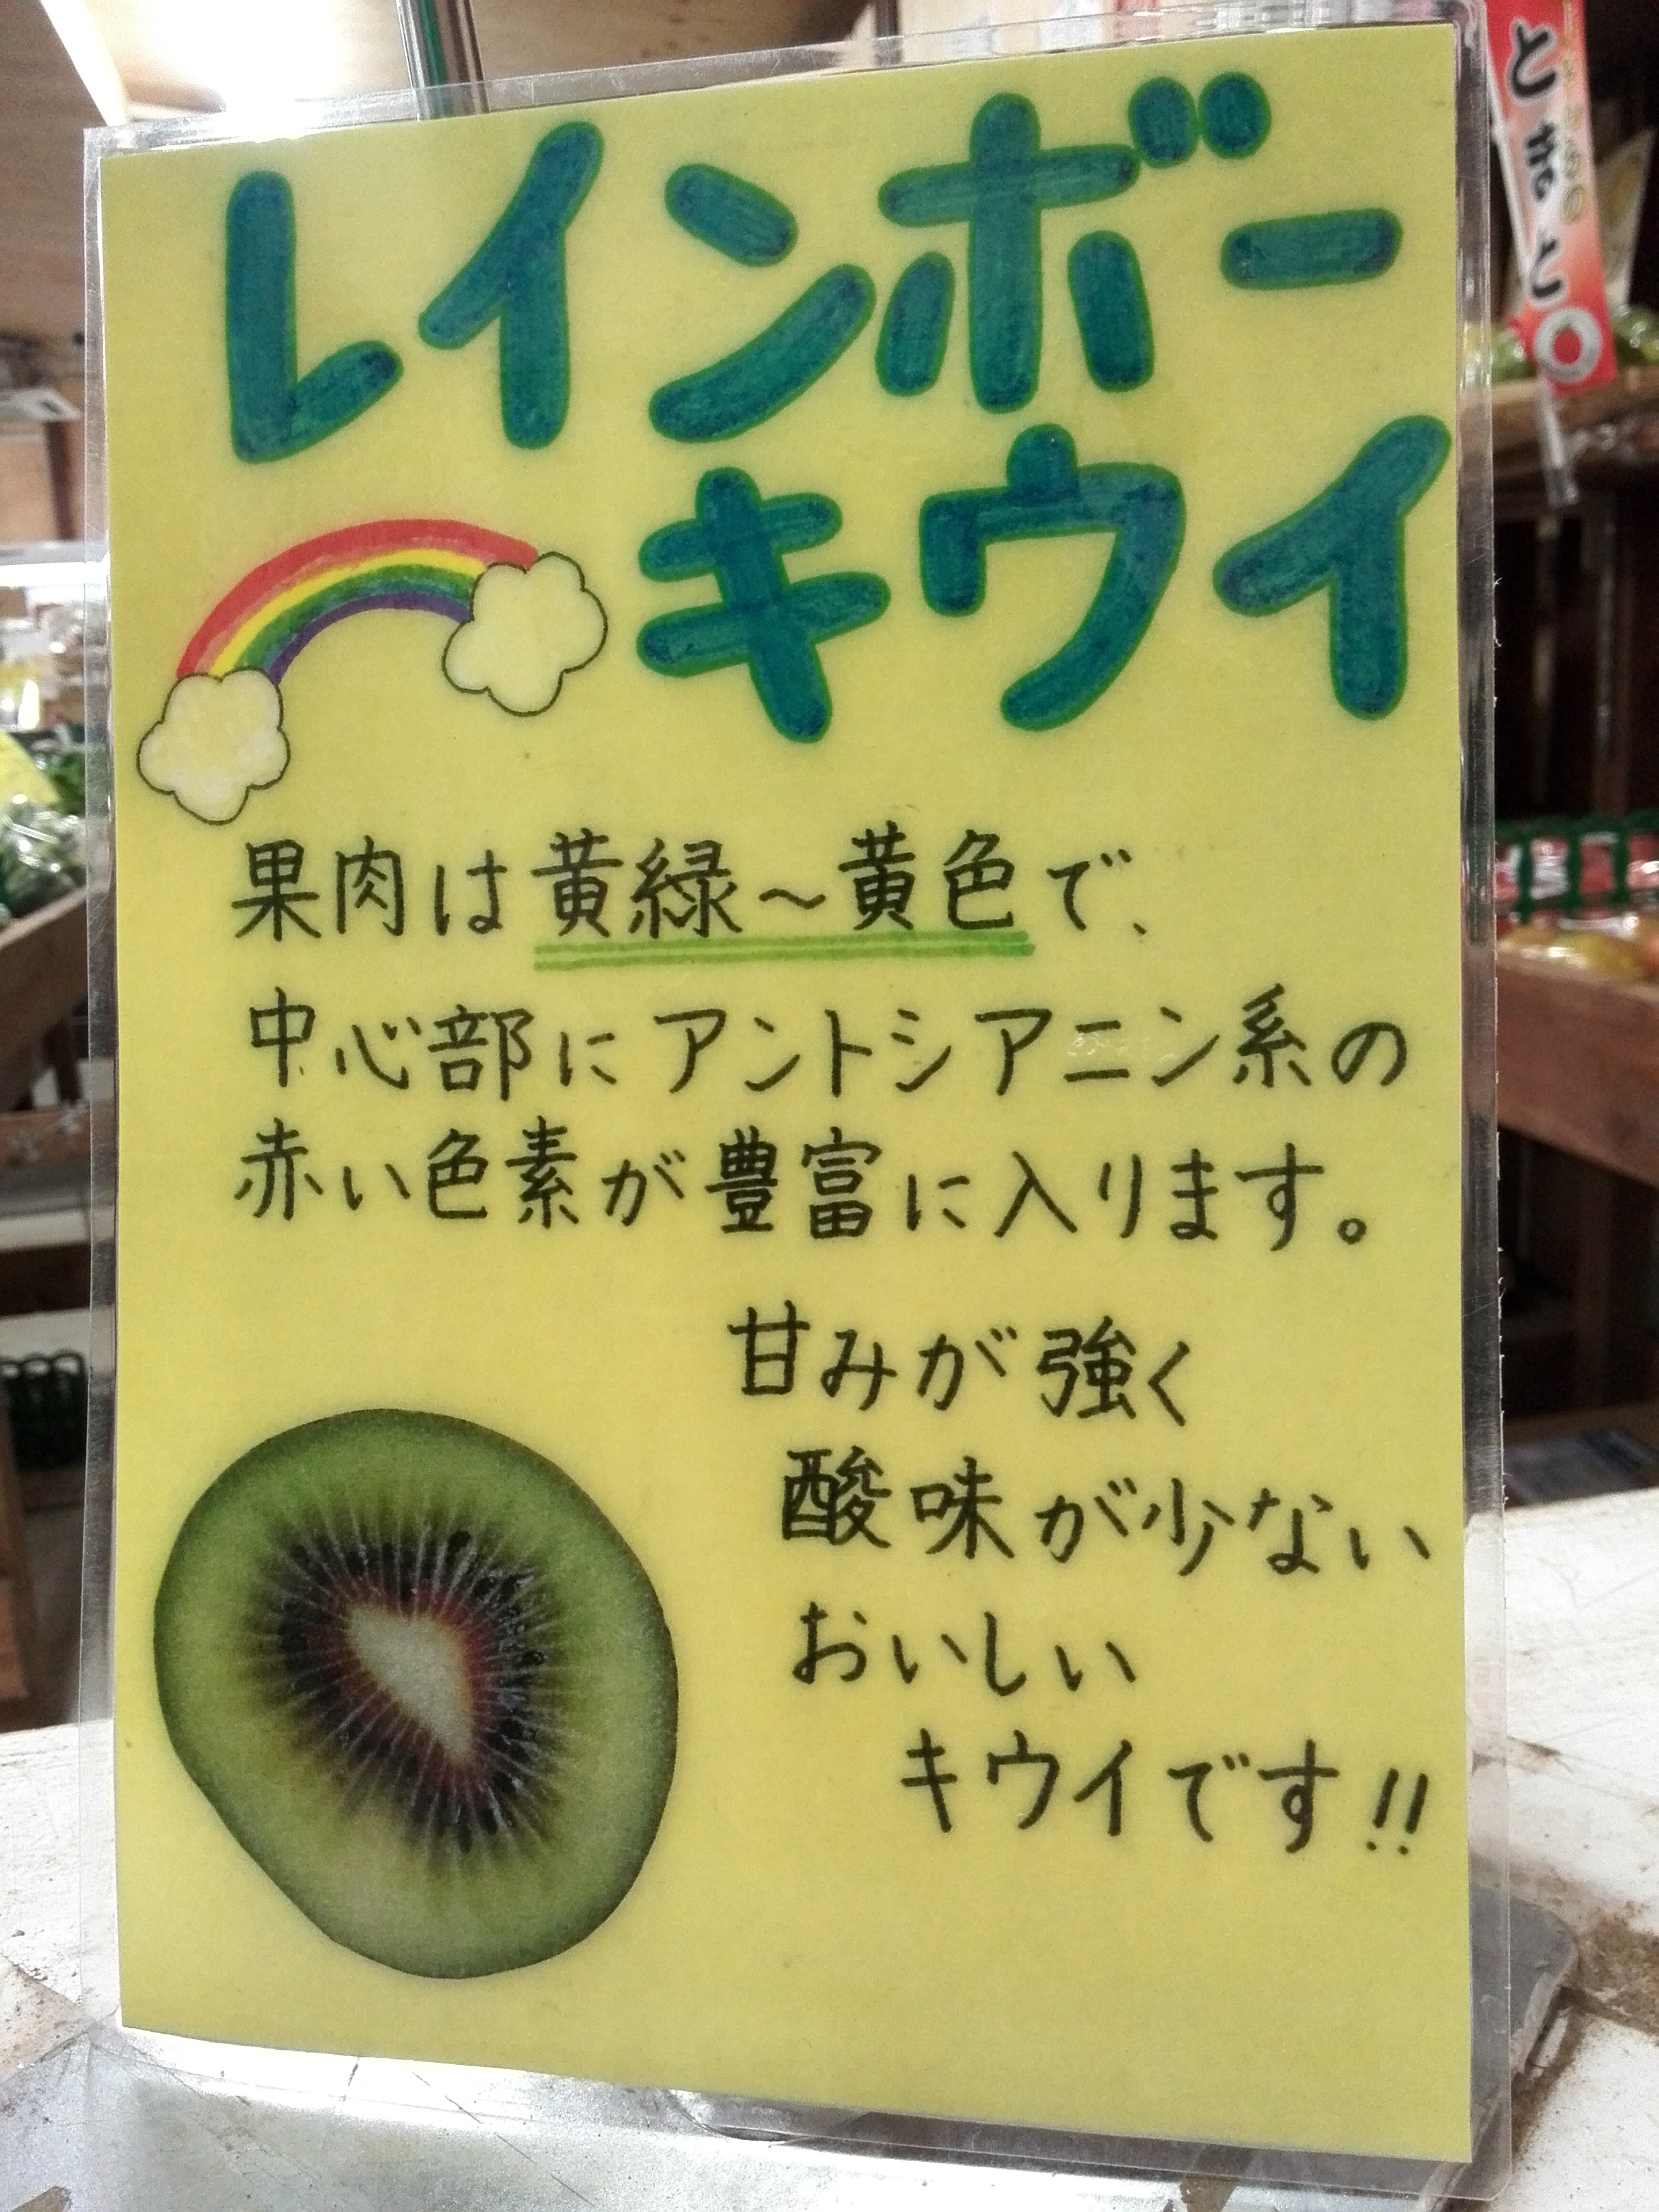 レインボー
キウイ
果肉は黄緑～黄色で、
中心部にアントシアニン系の
赤い色素が豊富に入ります。
甘みが強く
酸味が少ない
おいしい
キウイです!!